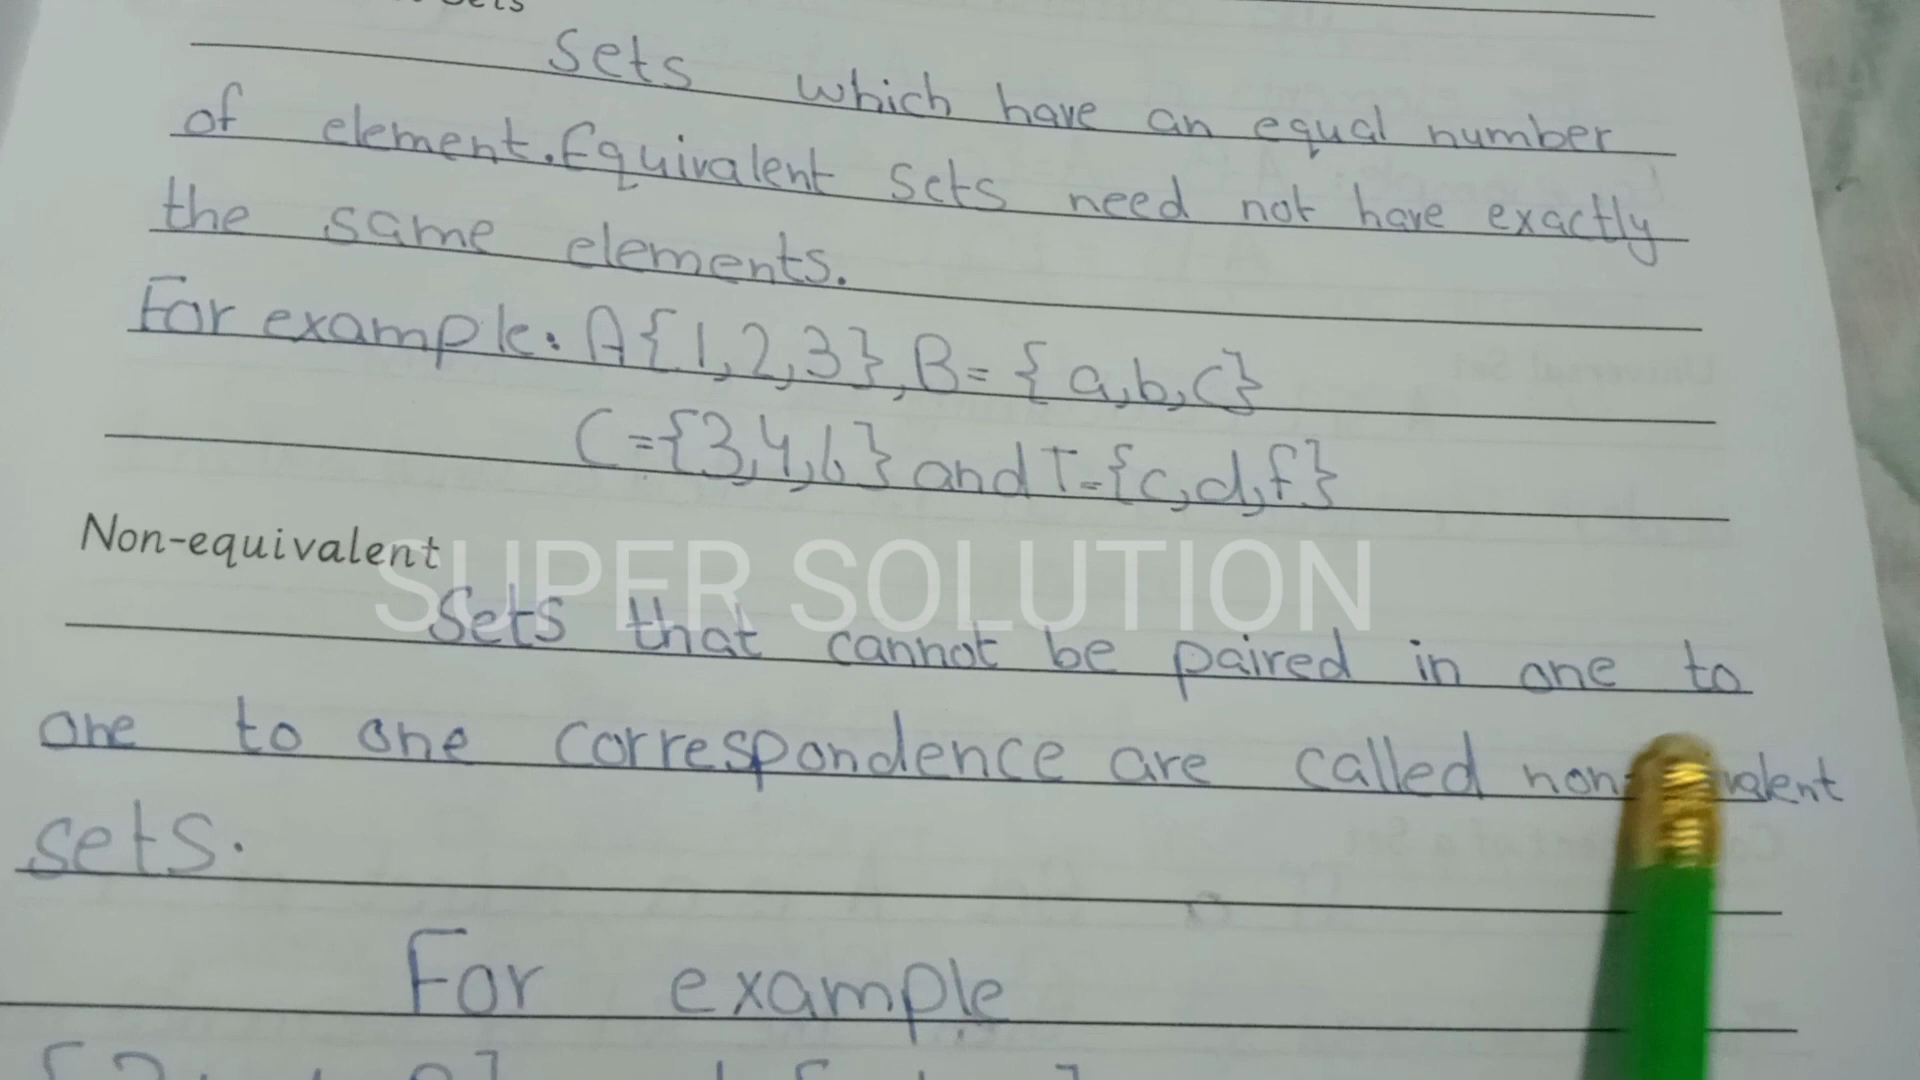 Sets
Sets which have an equal number
of element. Equivalent sets need not have exactly
the same elements.
For example: A{1,2,3}, B= {a,b,c}
C={3,4,6} and T={c,d,f}
Non-equivalent
SUPER SOLUTION
Sets that cannot be paired in one to
one to one correspondence are called non
sets.
For example